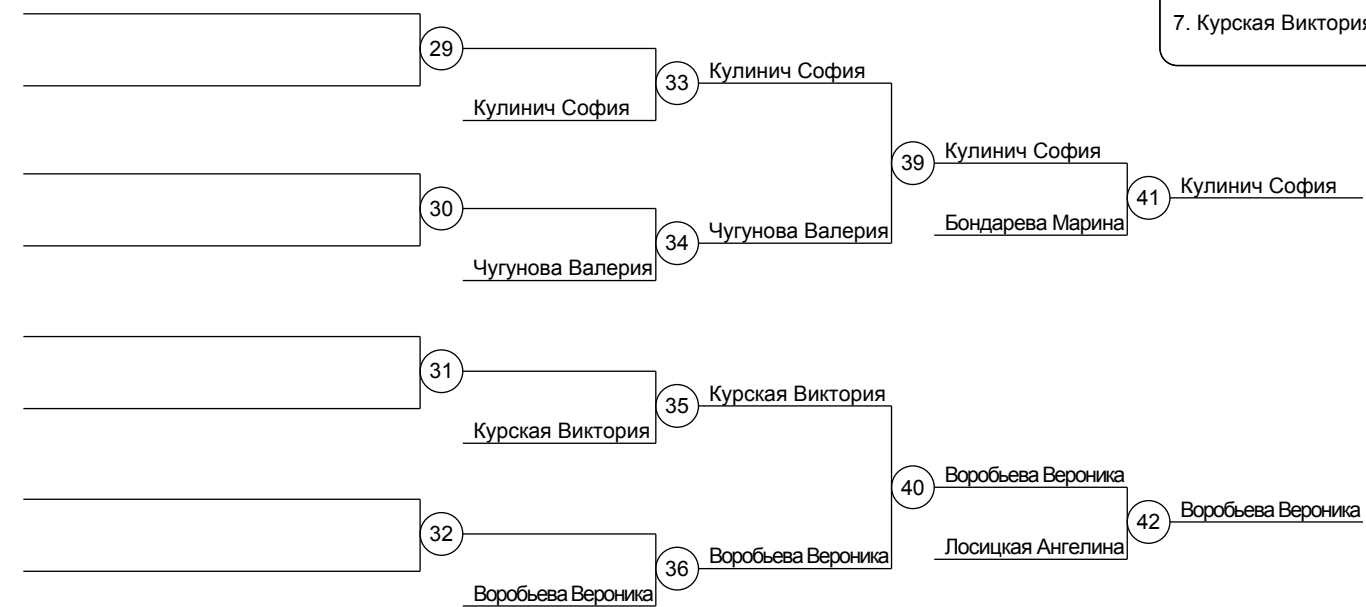 7. Курская Виктория
29
33
Кулинич София
Кулинич София
39
Кулинич София
41
Кулинич София
30
34
Чугунова Валерия
Бондарева Марина
Чугунова Валерия
31
35
Курская Виктория
Курская Виктория
40
Воробьева Вероника
42
Воробьева Вероника
32
36
Воробьева Вероника
Лосицкая Ангелина
Воробьева Вероника